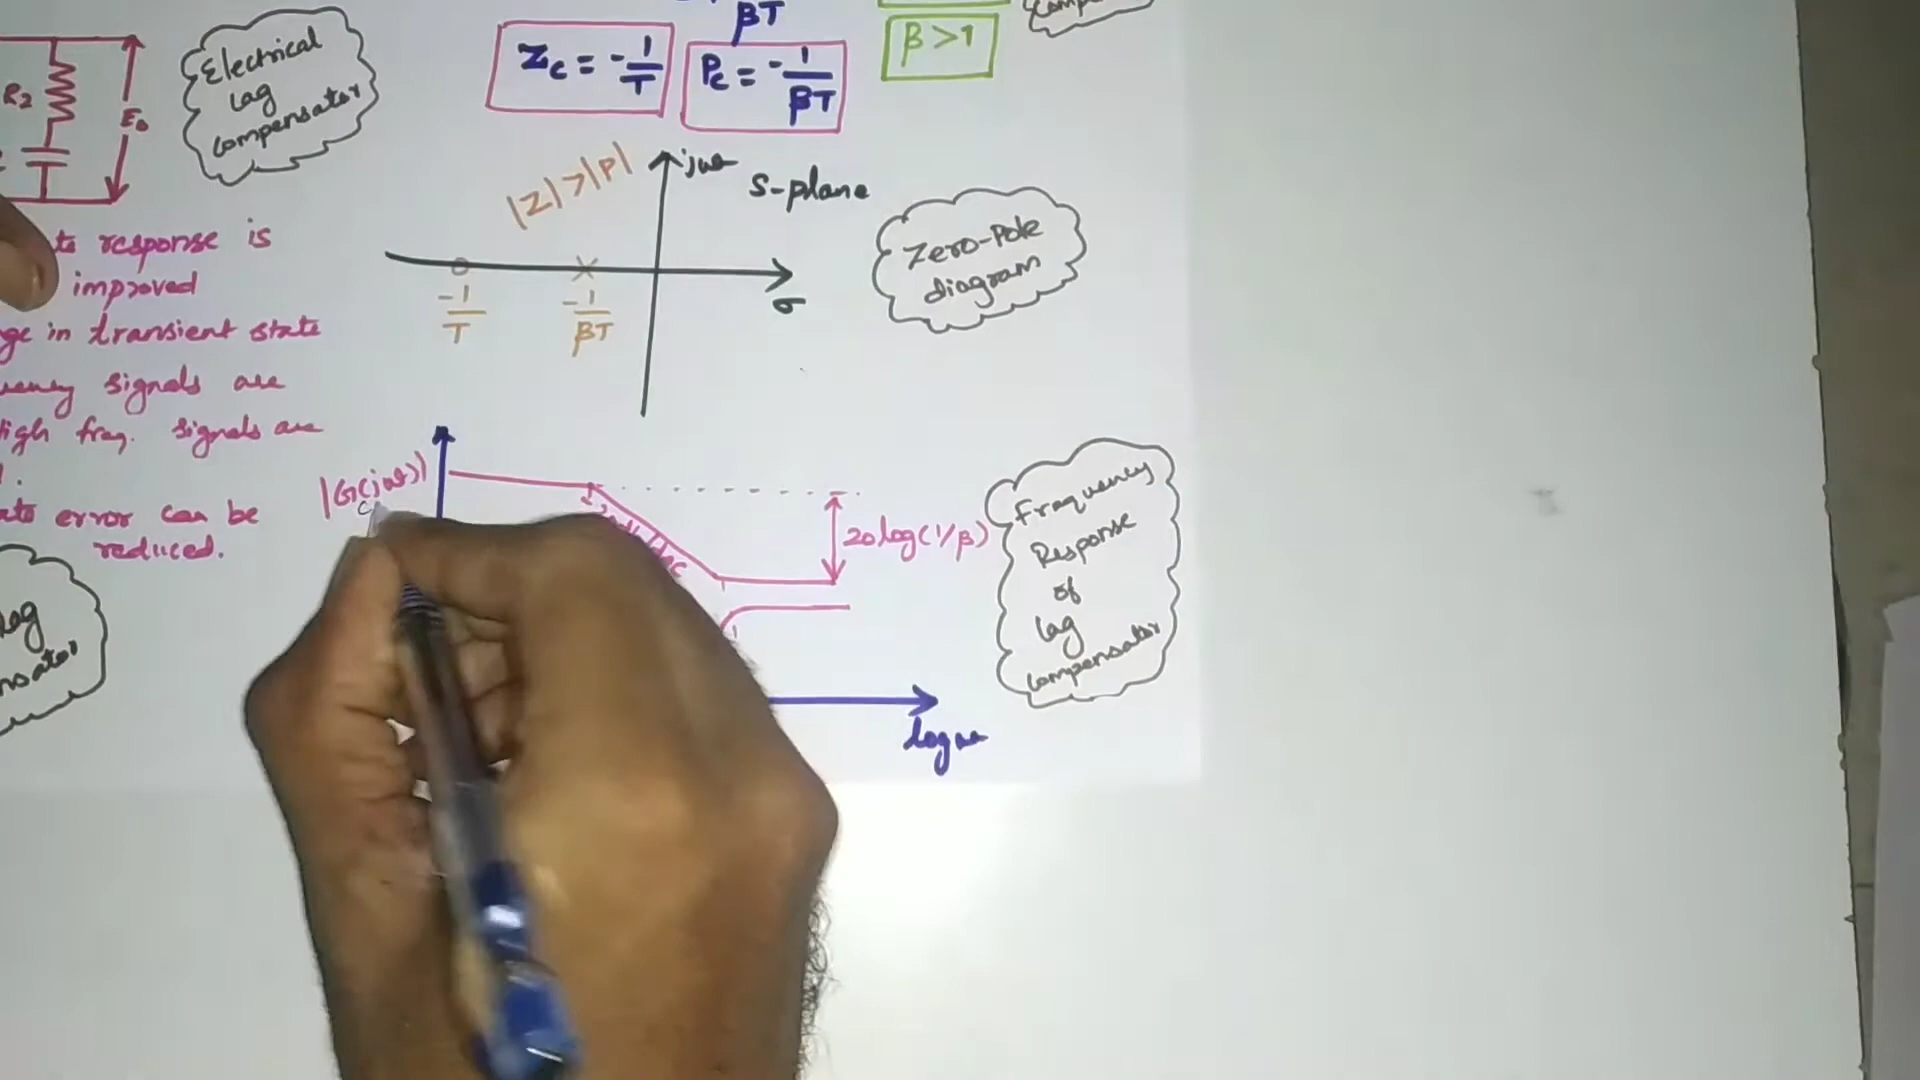 βT
β>1
Zc = -1/T
Pc = -1/βT
R2
Eo
Electrical
lag
compensator
|Z|>|P|
jω
S-plane
σ
-1/T
-1/βT
Zero-Pole
diagram
response is
improved
in transient state
signals are
High freq. signals are
error can be
reduced.
lag
|Gc(jω)|
20log(1/β)
log ω
Frequency
Response
of
lag
compensator